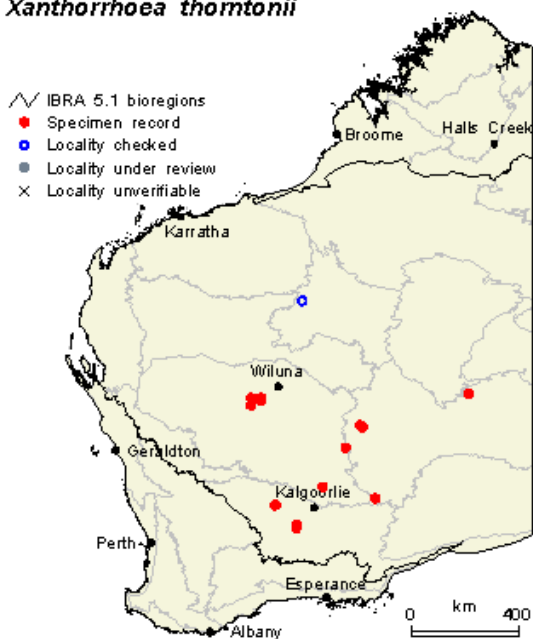 Xanthorrhoea thorntonii
IBRA 5.1 bioregions
Specimen record
Locality checked
Locality under review
Locality unverifiable
Broome
Halls Creek
Karratha
Wiluna
Geraldton
Kalgoorlie
Perth
Esperance
Albany
km
0 400